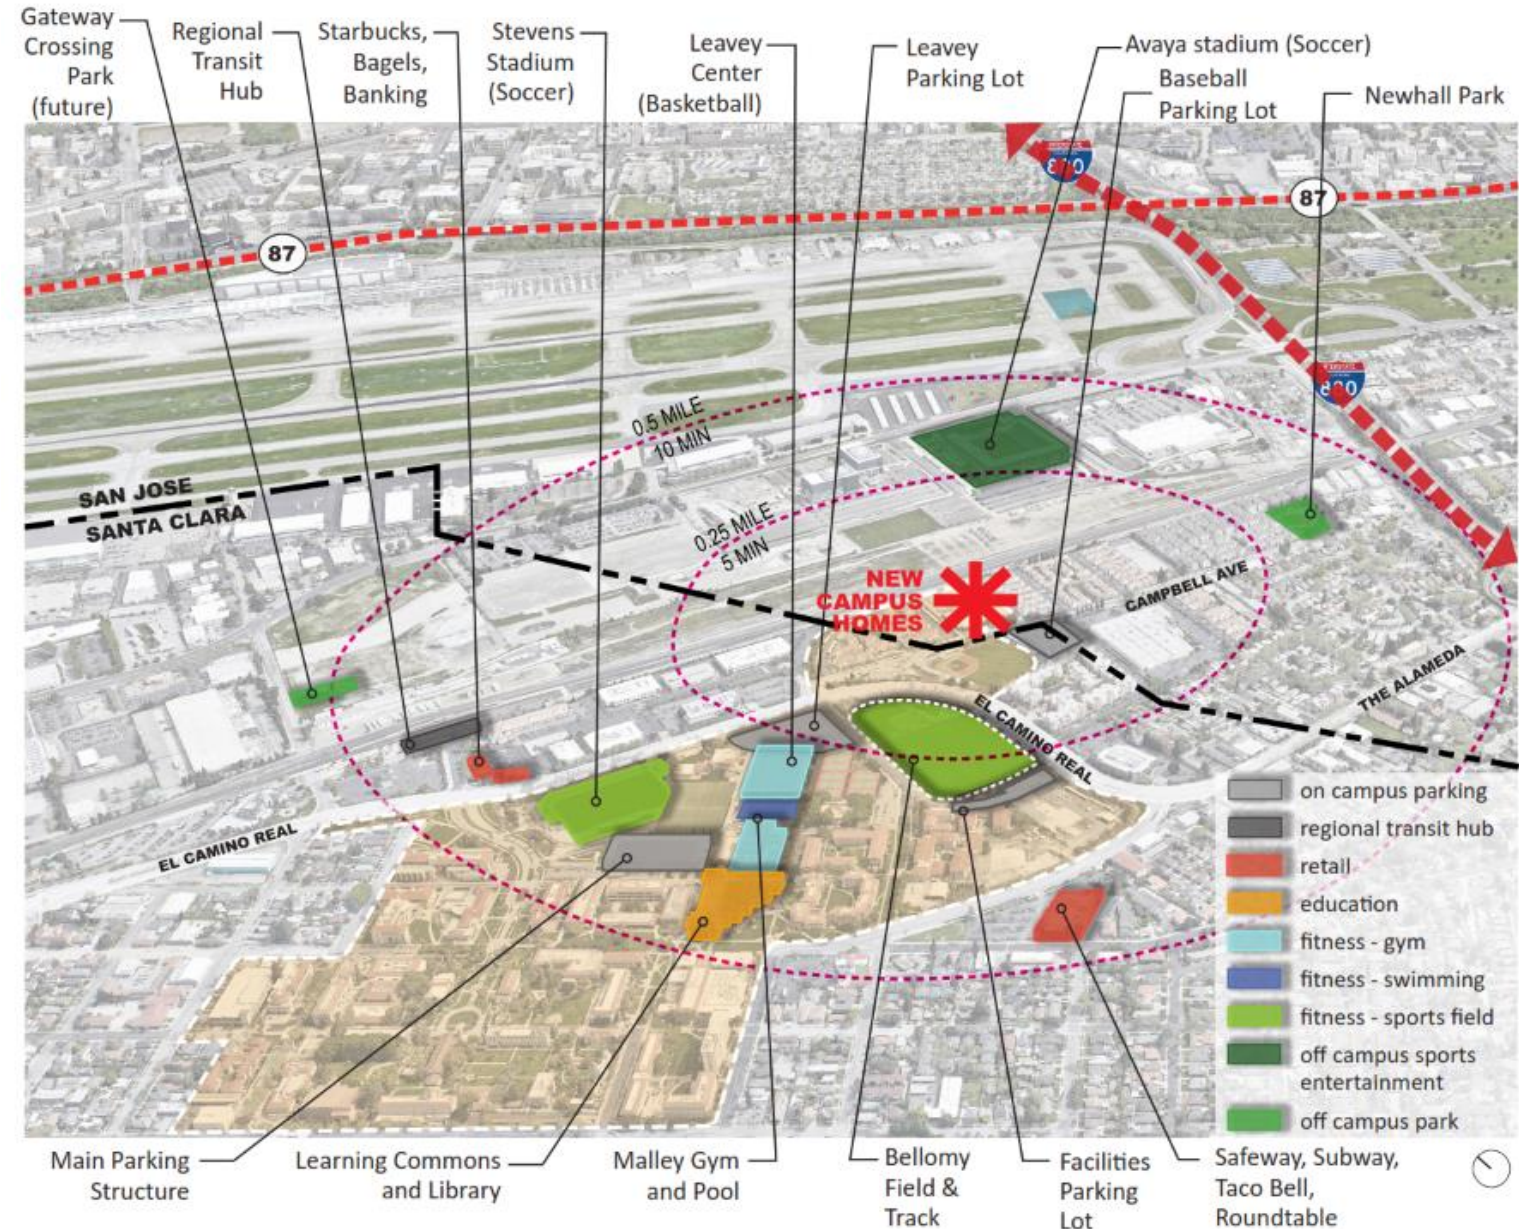 Gateway
Crossing
Park
(future)
Regional
Transit
Hub
Starbucks,
Bagels,
Banking
Stevens
Stadium
(Soccer)
Leavey
Center
(Basketball)
Leavey
Parking Lot
Avaya stadium (Soccer)
Baseball
Parking Lot
Newhall Park
87
87
880
880
0.5 MILE
10 MIN
SAN JOSE
SANTA CLARA
0.25 MILE
5 MIN
NEW
CAMPUS
HOMES
CAMPBELL AVE
THE ALAMEDA
EL CAMINO REAL
EL CAMINO REAL
on campus parking
regional transit hub
retail
education
fitness - gym
fitness - swimming
fitness - sports field
off campus sports
entertainment
off campus park
Main Parking
Structure
Learning Commons
and Library
Malley Gym
and Pool
Bellomy
Field &
Track
Facilities
Parking
Lot
Safeway, Subway,
Taco Bell,
Roundtable